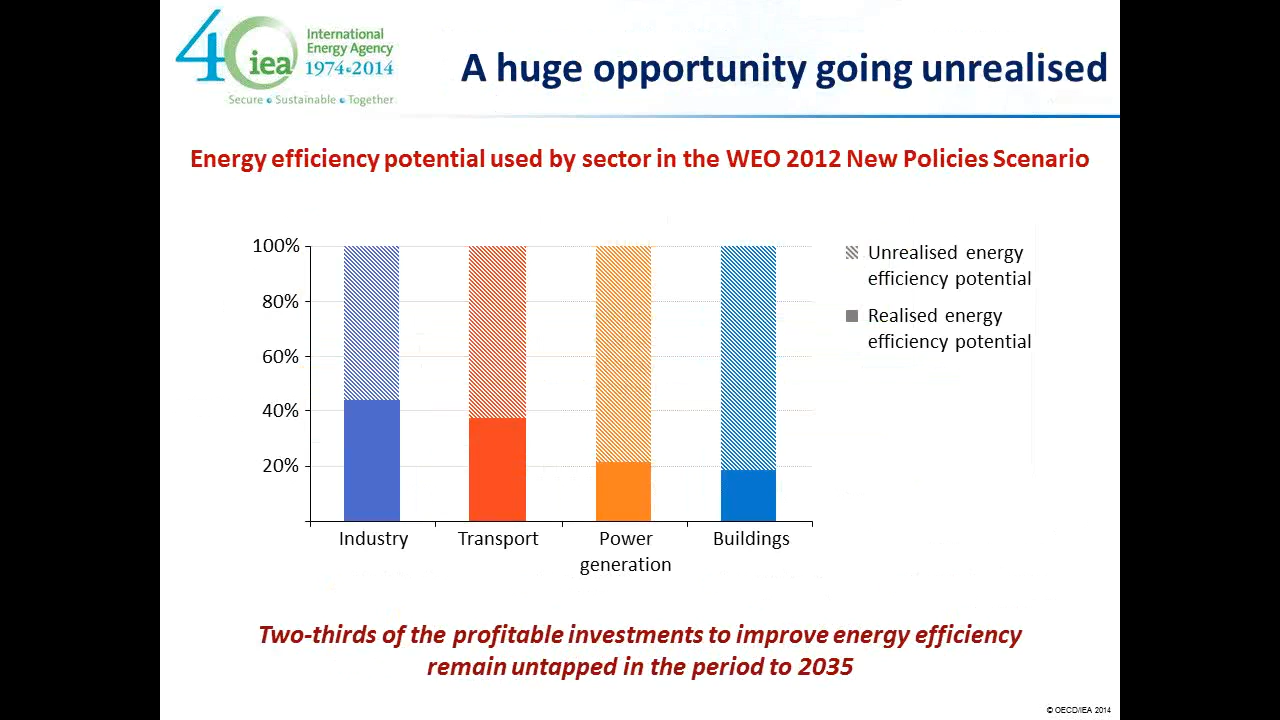 40 iea
International
Energy Agency
1974•2014
Secure • Sustainable • Together
A huge opportunity going unrealised
Energy efficiency potential used by sector in the WEO 2012 New Policies Scenario
100%
80%
60%
40%
20%
Industry
Transport
Power
generation
Buildings
Unrealised energy
efficiency potential
Realised energy
efficiency potential
Two-thirds of the profitable investments to improve energy efficiency
remain untapped in the period to 2035
© OECD/IEA 2014